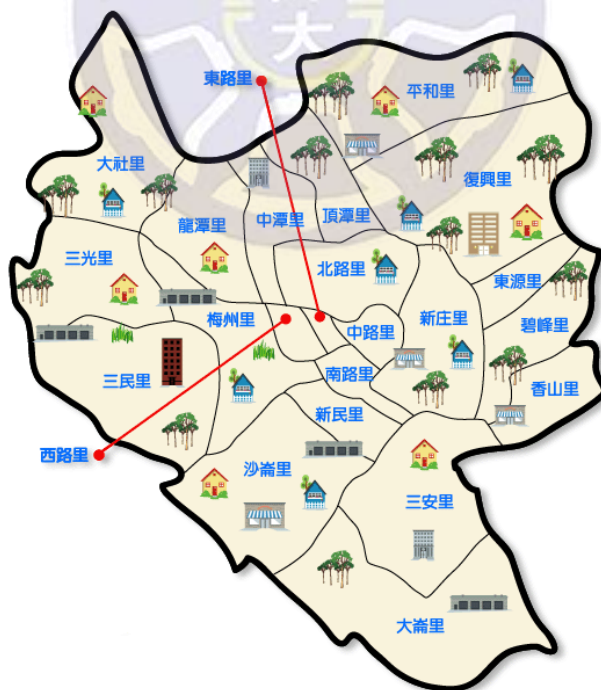 大
東路里
平和里
大社里
復興里
龍潭里
中潭里
頂潭里
三光里
北路里
東源里
梅州里
中路里
新庄里
碧峰里
三民里
南路里
香山里
新民里
西路里
沙崙里
三安里
大崙里